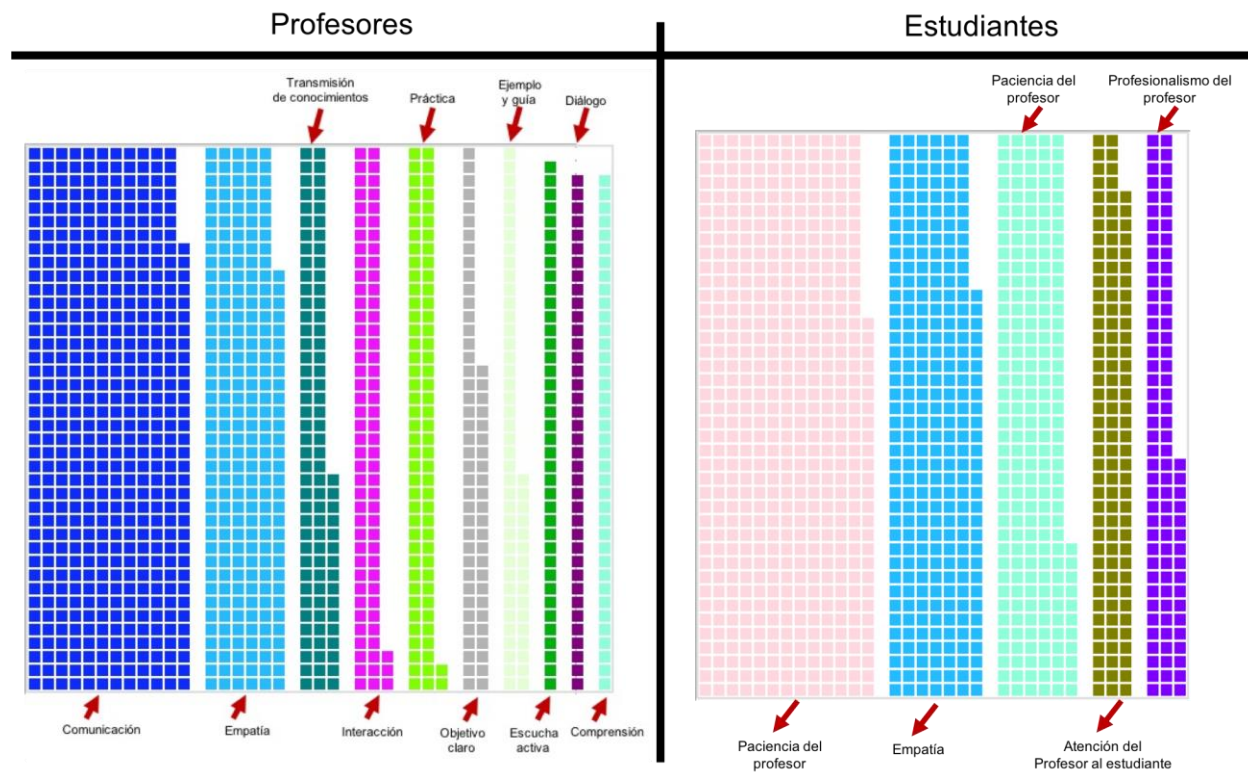 Profesores
Transmisión
de conocimientos
Práctica
Ejemplo
y guía
Diálogo
Comunicación
Empatía
Interacción
Objetivo
claro
Escucha
activa
Comprensión
Estudiantes
Paciencia del
profesor
Profesionalismo del
profesor
Paciencia del
profesor
Empatía
Atención del
Profesor al estudiante